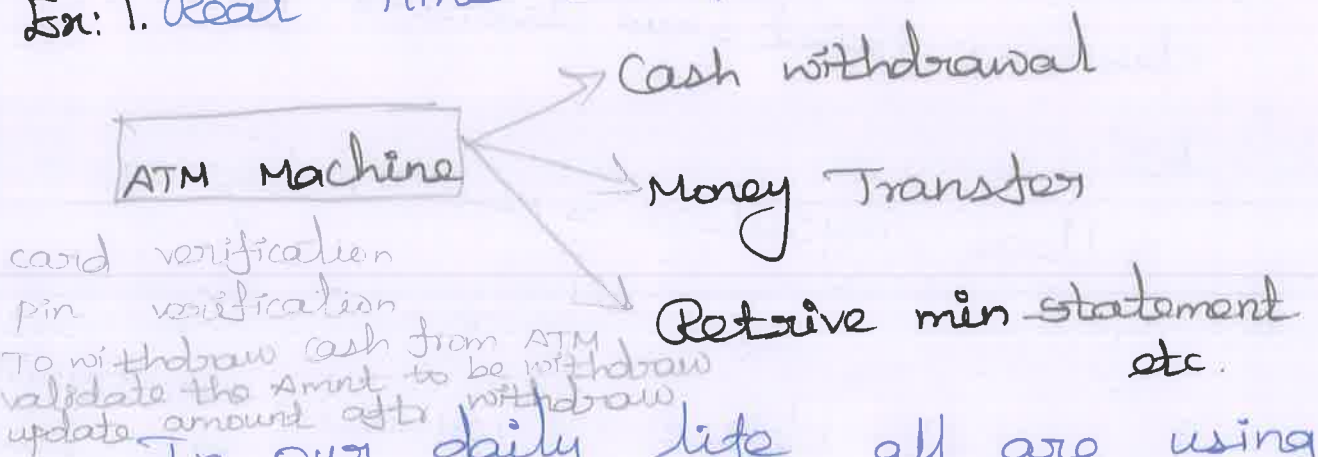 Ex: 1. Real Time
Cash withdrawal
ATM Machine
Money Transfer
card verification
pin verification
Retrive min statement
etc.
To withdraw cash from ATM
validate the Amnt to be withdraw
update amount aftr withdraw.
In our daily life all are using